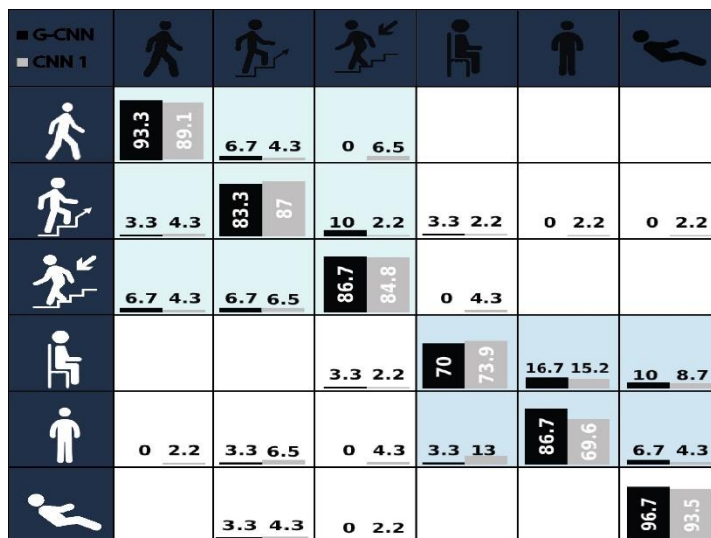 G-CNN
CNN 1
93.3 89.1 6.7 4.3 0 6.5
3.3 4.3 83.3 87 10 2.2 3.3 2.2 0 2.2 0 2.2
6.7 4.3 6.7 6.5 86.7 84.8 0 4.3
3.3 2.2 70 73.9 16.7 15.2 10 8.7
0 2.2 3.3 6.5 0 4.3 3.3 13 86.7 69.6 6.7 4.3
3.3 4.3 0 2.2 96.7 93.5